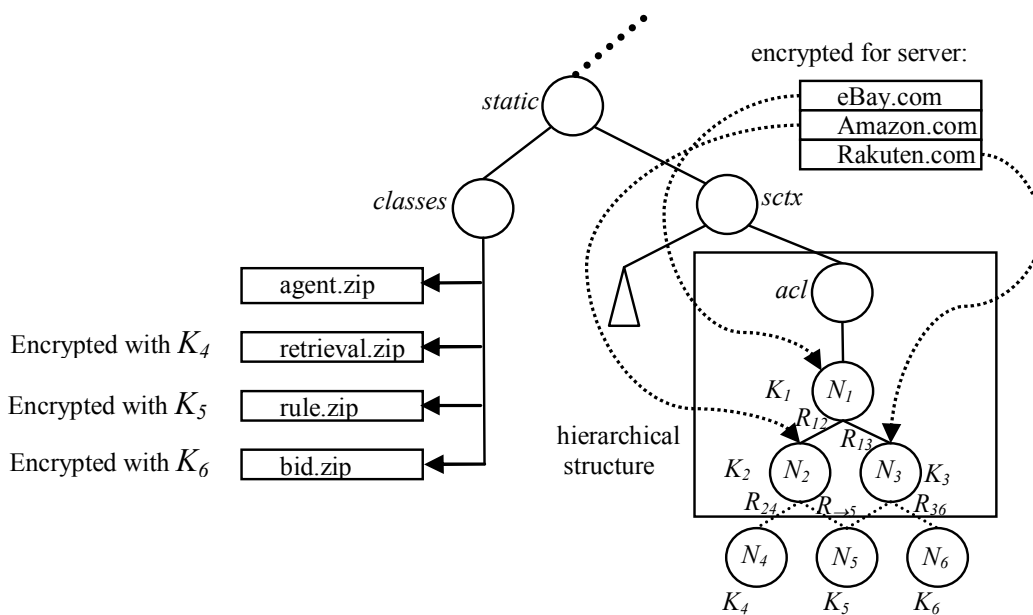 encrypted for server:
eBay.com
static
Amazon.com
Rakuten.com
classes
sctx
agent.zip
acl
Encrypted with K4
retrieval.zip
K1
N1
Encrypted with K5
rule.zip
R12
R13
hierarchical
structure
Encrypted with K6
bid.zip
K2
N2
N3
K3
R24
R→5
R36
N4
N5
N6
K4
K5
K6